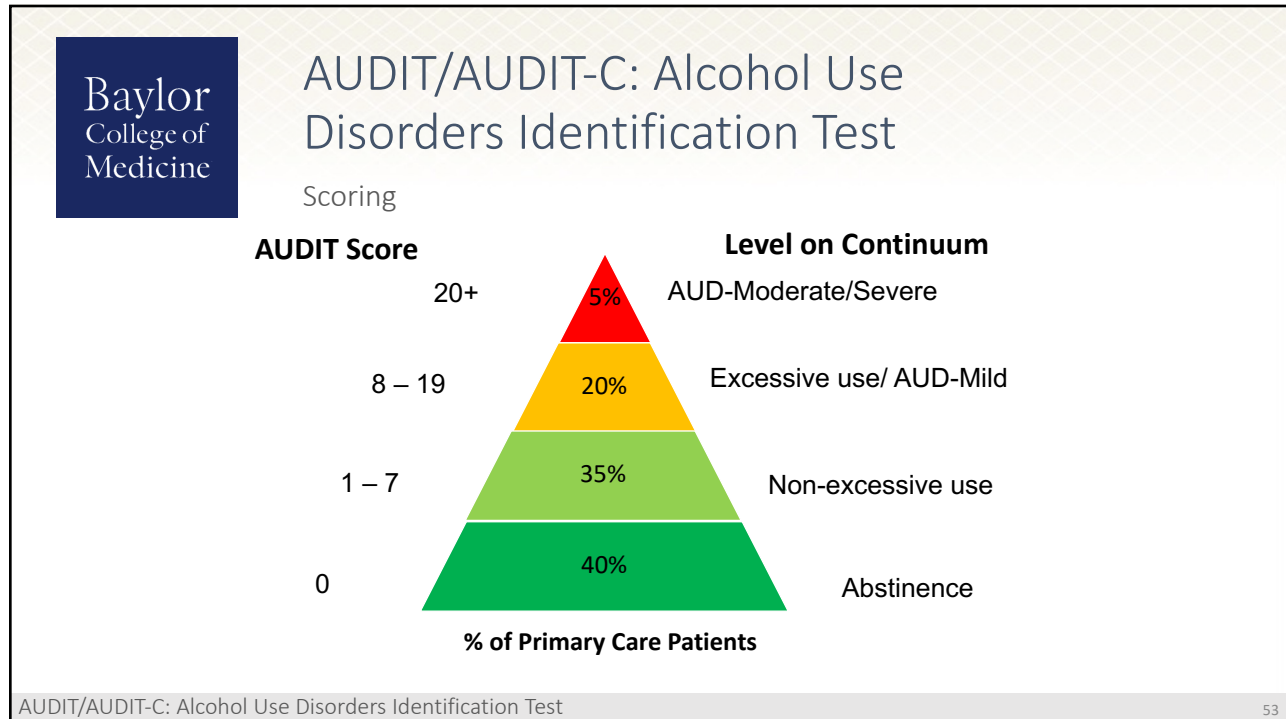 Baylor
College of
Medicine
AUDIT/AUDIT-C: Alcohol Use
Disorders Identification Test
Scoring
AUDIT Score
Level on Continuum
20+
5%
AUD-Moderate/Severe
8 – 19
20%
Excessive use/ AUD-Mild
1 – 7
35%
Non-excessive use
0
40%
Abstinence
% of Primary Care Patients
AUDIT/AUDIT-C: Alcohol Use Disorders Identification Test
53